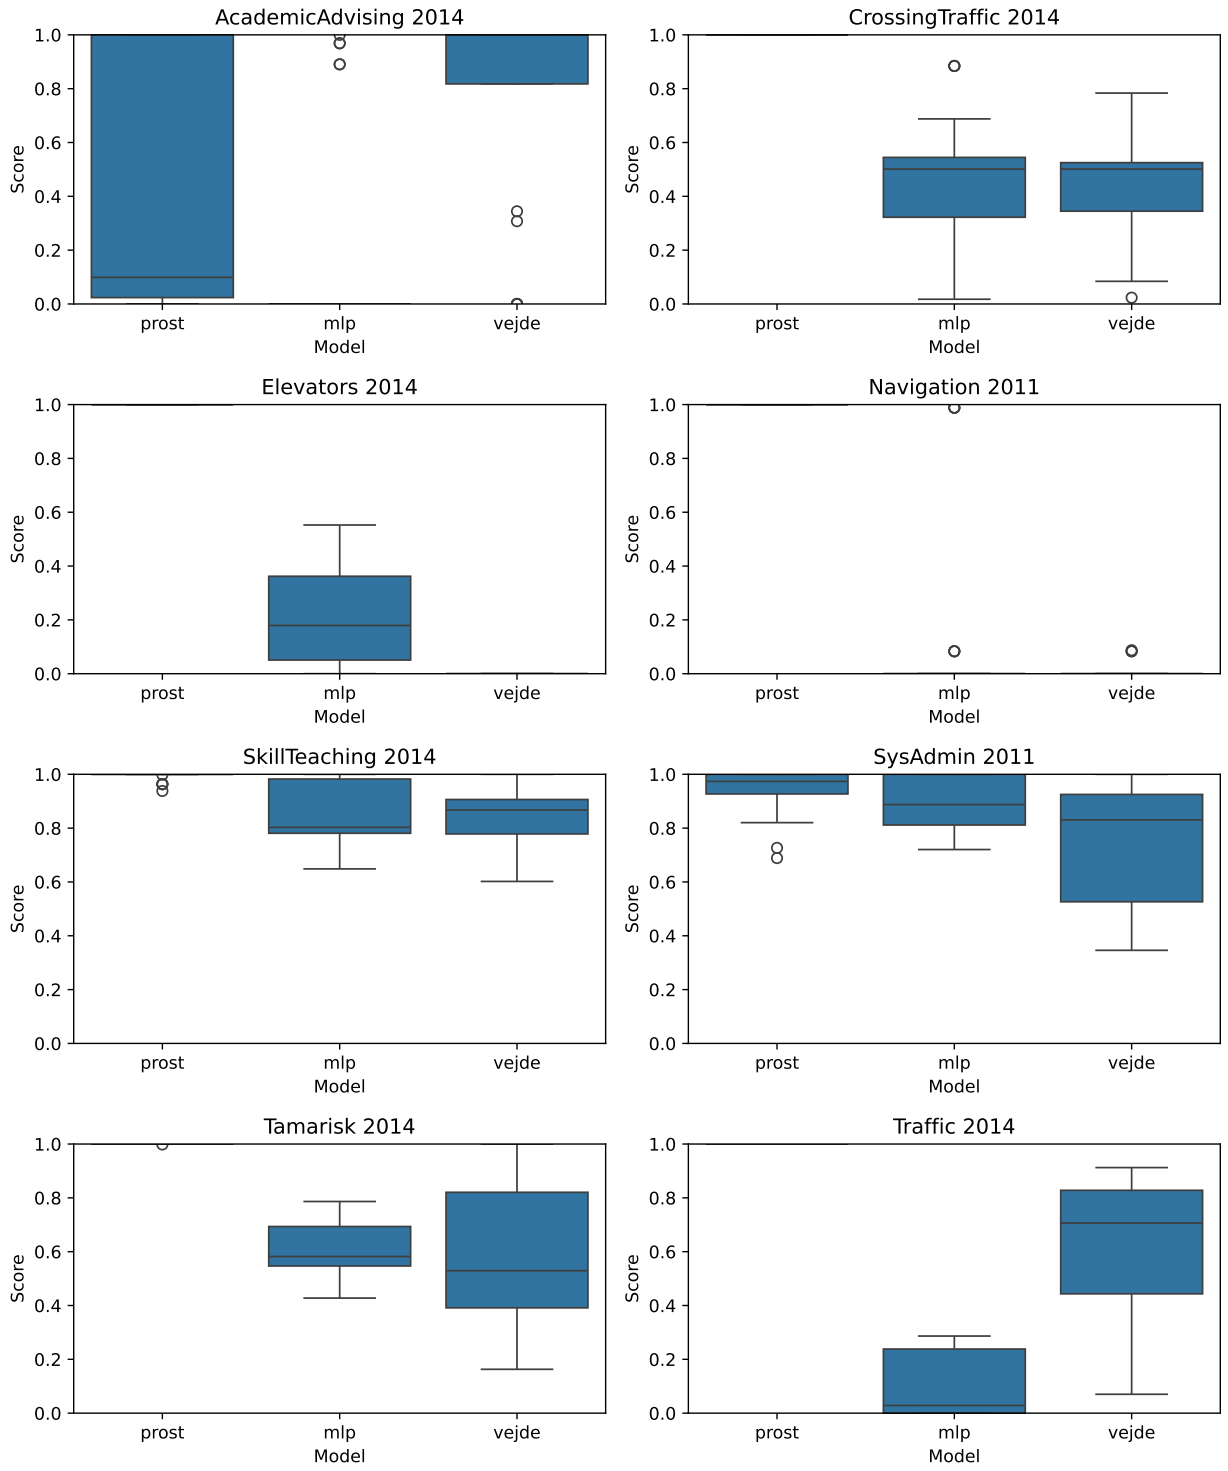 AcademicAdvising 2014
1.0
0.8
0.6
0.4
0.2
0.0
Score
prost mlp vejde
Model
CrossingTraffic 2014
1.0
0.8
0.6
0.4
0.2
0.0
Score
prost mlp vejde
Model
Elevators 2014
1.0
0.8
0.6
0.4
0.2
0.0
Score
prost mlp vejde
Model
Navigation 2011
1.0
0.8
0.6
0.4
0.2
0.0
Score
prost mlp vejde
Model
SkillTeaching 2014
1.0
0.8
0.6
0.4
0.2
0.0
Score
prost mlp vejde
Model
SysAdmin 2011
1.0
0.8
0.6
0.4
0.2
0.0
Score
prost mlp vejde
Model
Tamarisk 2014
1.0
0.8
0.6
0.4
0.2
0.0
Score
prost mlp vejde
Model
Traffic 2014
1.0
0.8
0.6
0.4
0.2
0.0
Score
prost mlp vejde
Model